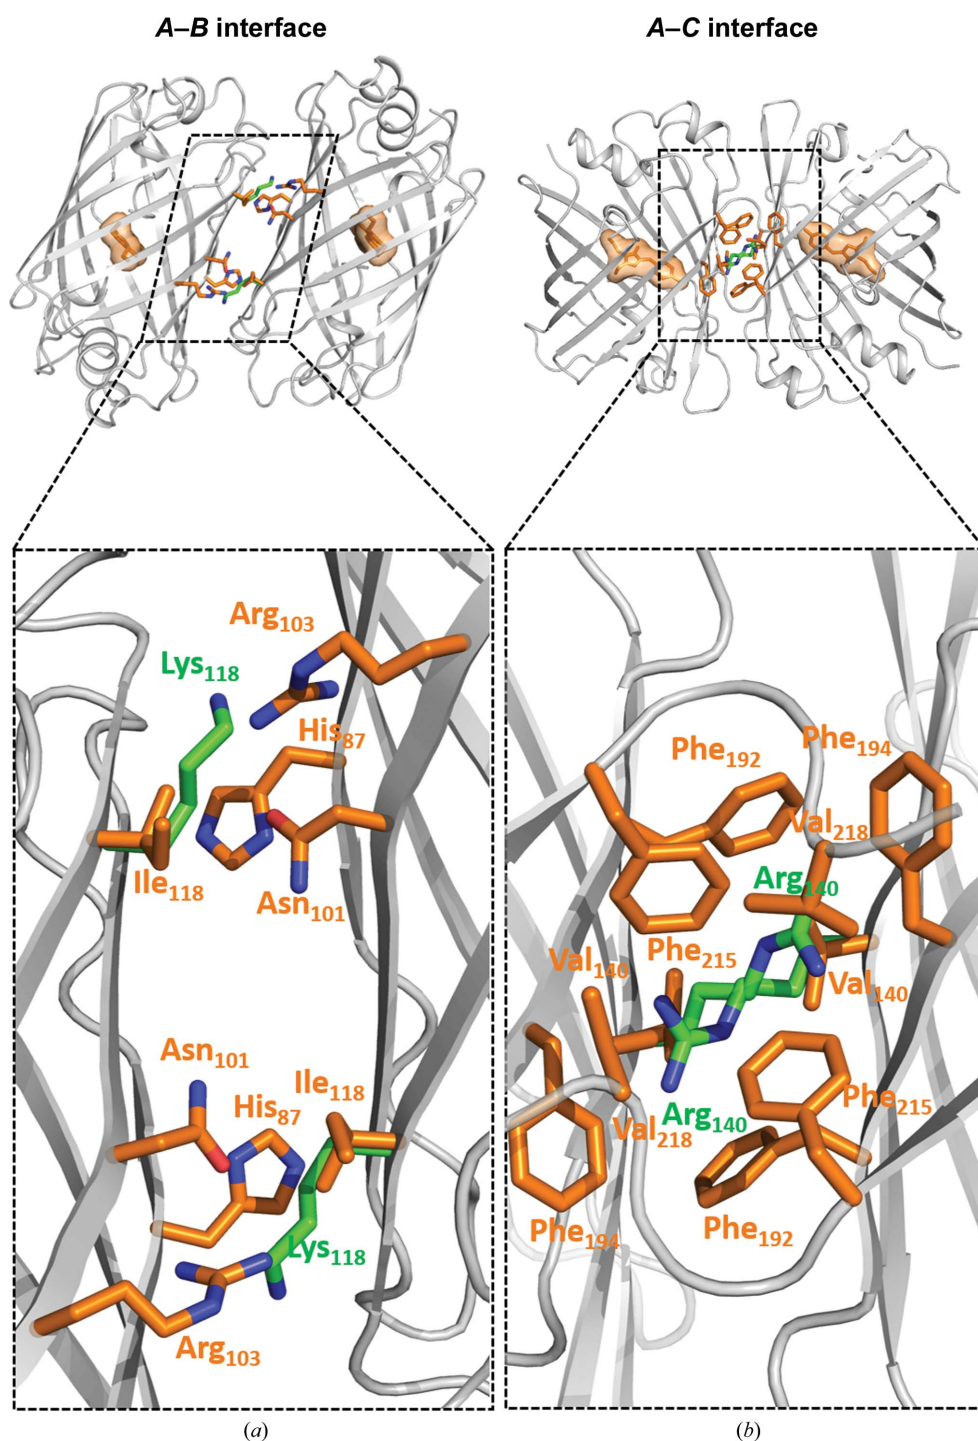 A–B interface
A–C interface
Arg103
Lys118
His87
Ile118
Asn101
Asn101
Ile118
His87
Lys118
Arg103
Phe192
Phe194
Val218
Arg140
Val140
Phe215
Val140
Phe215
Arg140
Val218
Phe194
Phe192
(a)
(b)